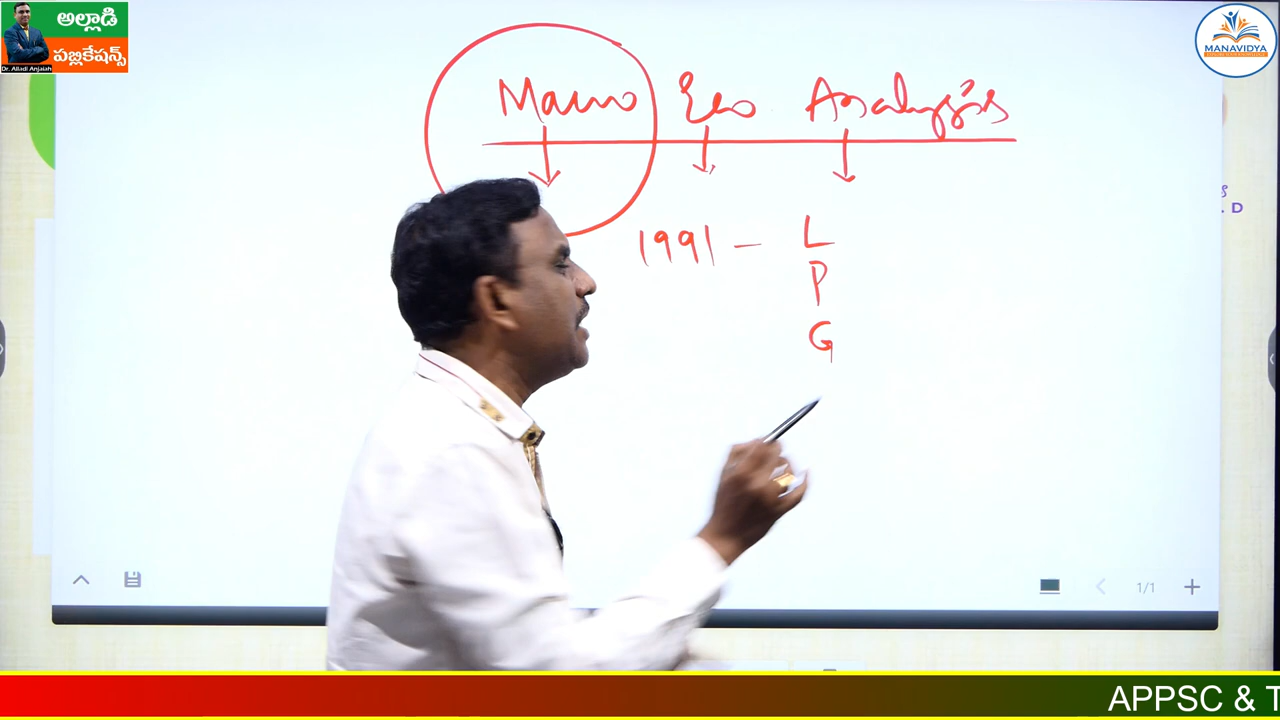 అల్లాడి
పబ్లికేషన్స్
Dr. Alladi Anjaiah
MANAVIDYA
Macro Eco Analysis
1991 - L
P
G
. D
1/1
APPSC & T